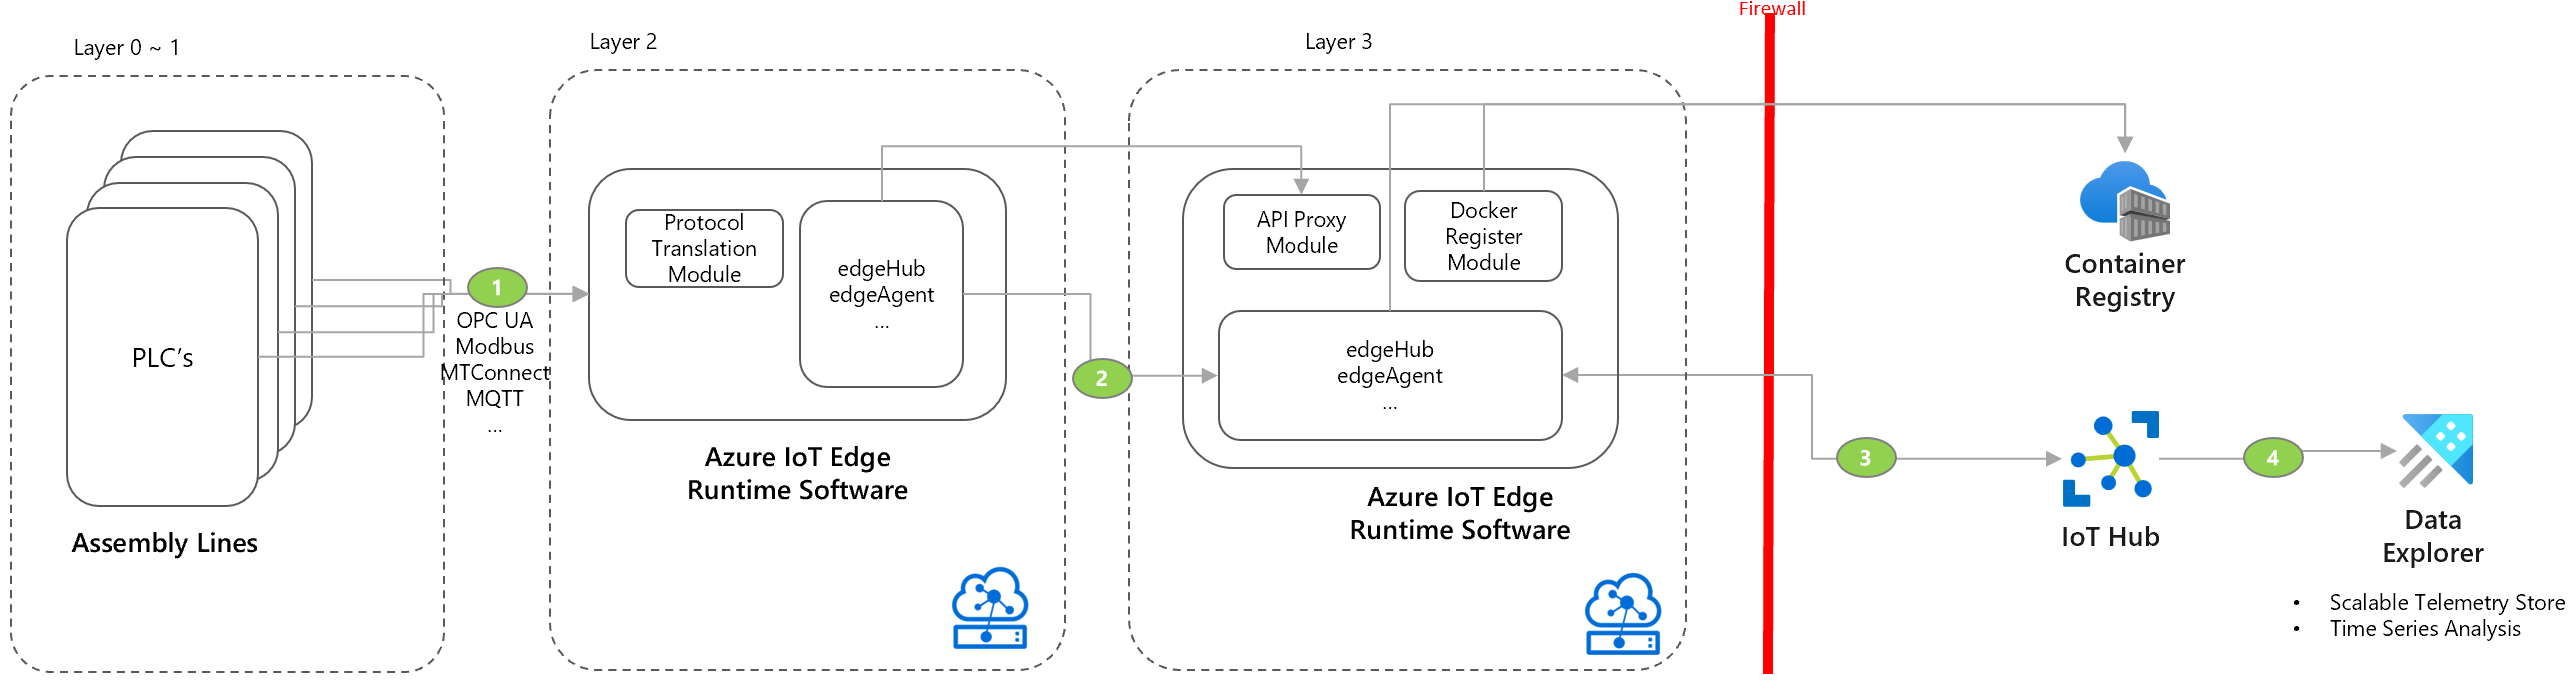 Firewall
Layer 0 ~ 1
Layer 2
Layer 3
PLC's
Assembly Lines
1
OPC UA
Modbus
MTConnect
MQTT
...
Protocol
Translation
Module
edgeHub
edgeAgent
...
Azure IoT Edge
Runtime Software
2
API Proxy
Module
Docker
Register
Module
edgeHub
edgeAgent
...
Azure IoT Edge
Runtime Software
Container
Registry
3
IoT Hub
4
Data
Explorer
• Scalable Telemetry Store
• Time Series Analysis